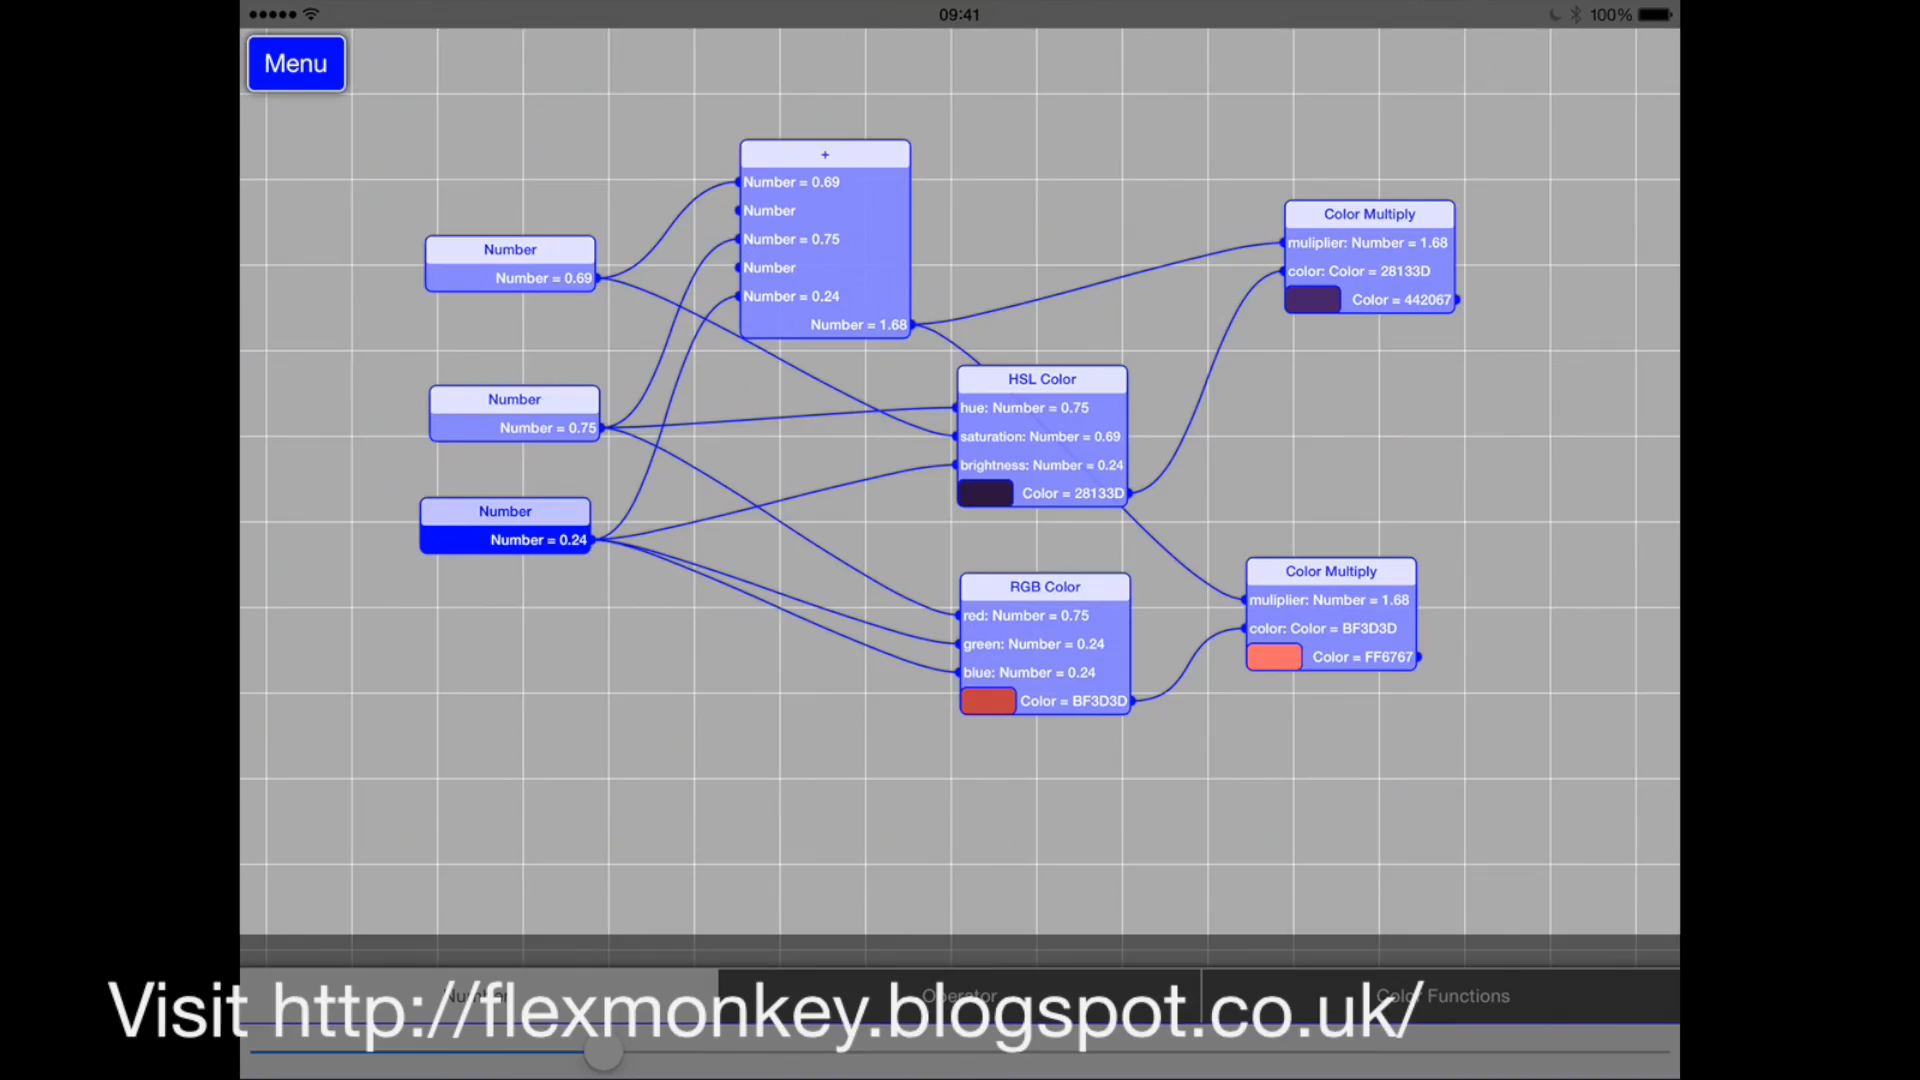 09:41
100%
Menu
+
Number = 0.69
Number
Number = 0.75
Number
Number = 0.24
Number = 1.68
Number
Number = 0.69
Number
Number = 0.75
Number
Number = 0.24
Color Multiply
muliplier: Number = 1.68
color: Color = 28133D
Color = 442067
HSL Color
hue: Number = 0.75
saturation: Number = 0.69
brightness: Number = 0.24
Color = 28133D
RGB Color
red: Number = 0.75
green: Number = 0.24
blue: Number = 0.24
Color = BF3D3D
Color Multiply
muliplier: Number = 1.68
color: Color = BF3D3D
Color = FF6767
Number
Operator
Color Functions
Visit http://flexmonkey.blogspot.co.uk/